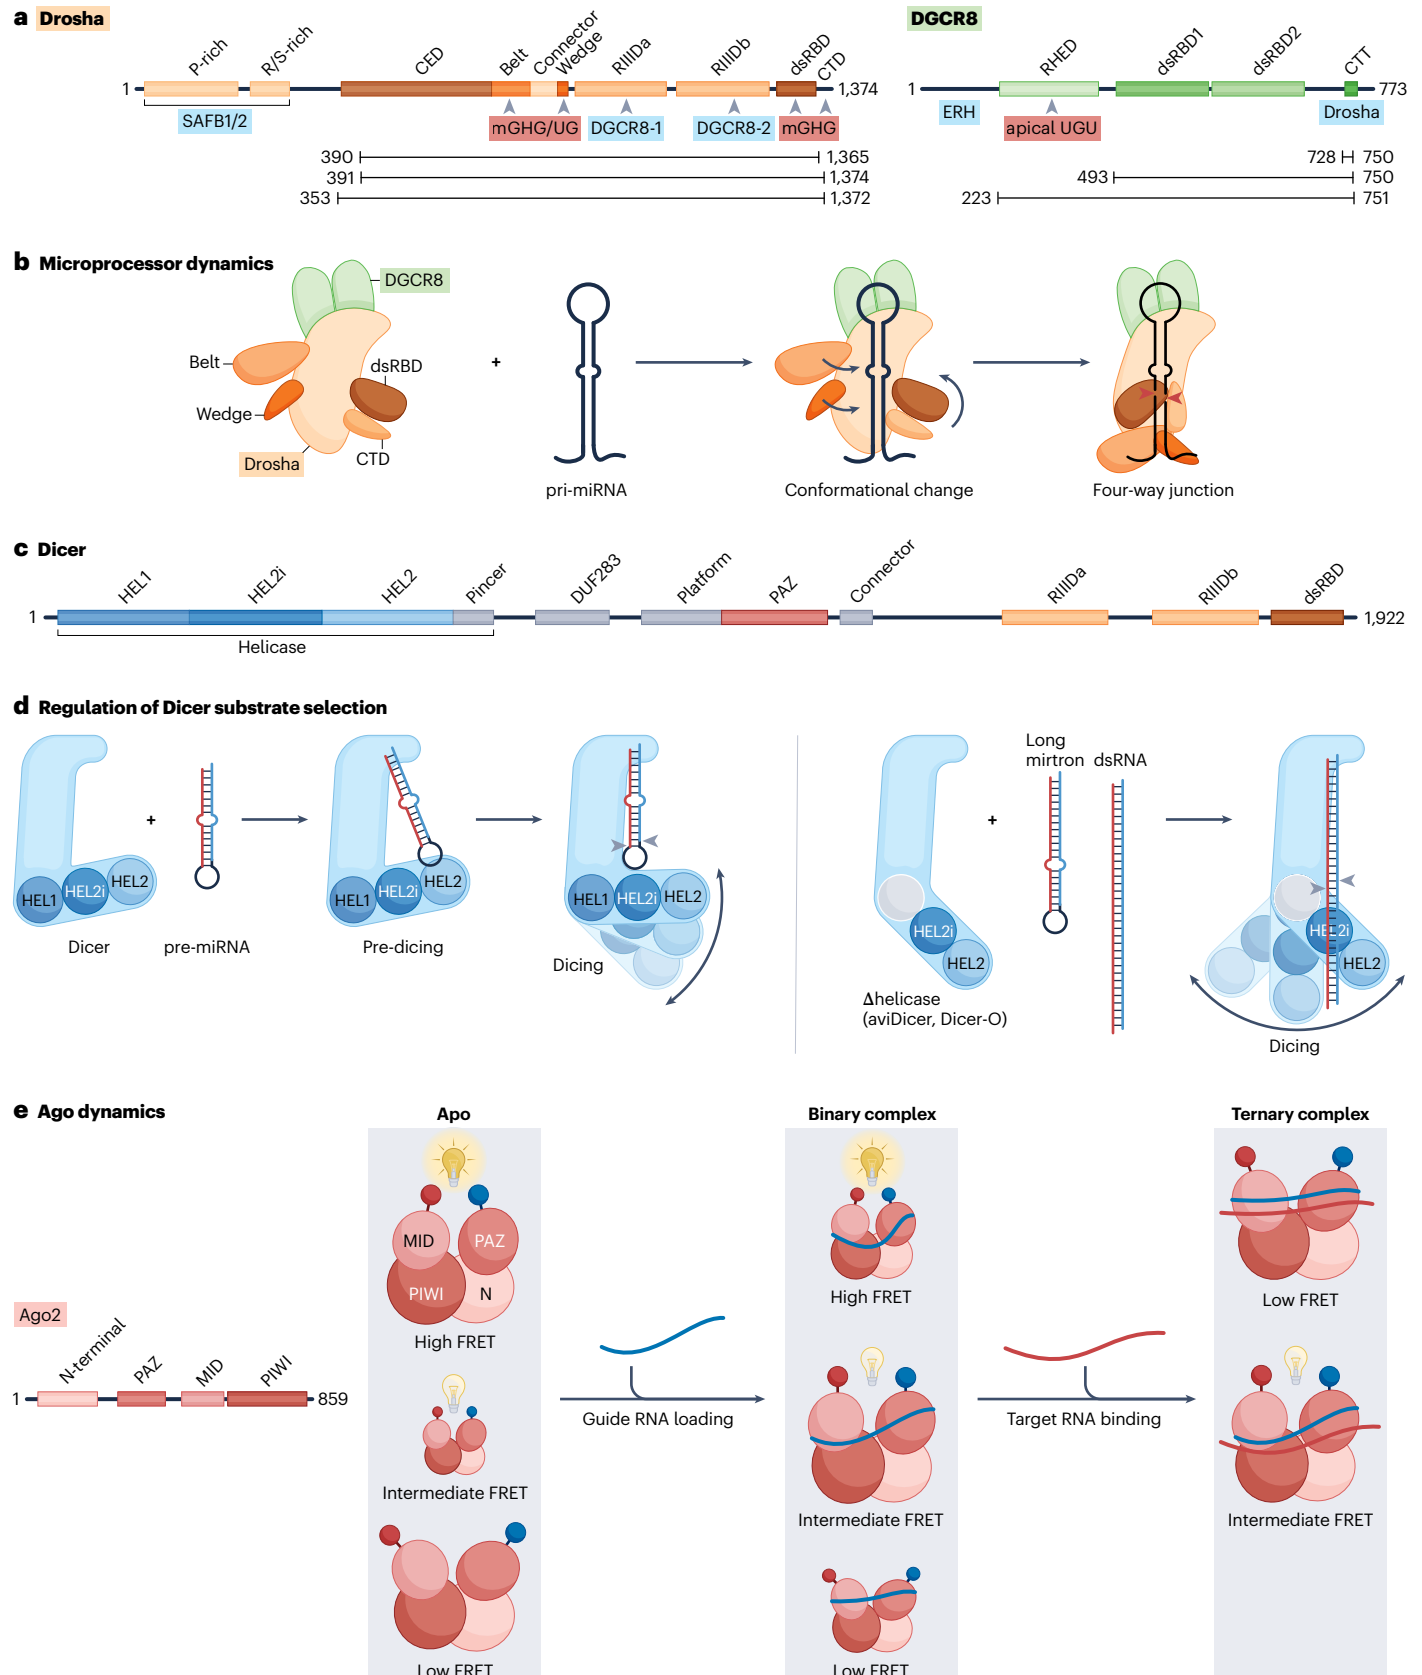 a Drosha
P-rich
R/S-rich
CED
Belt
Connector
Wedge
RIIIDa
RIIIDb
dsRBD
CTD
1
1,374
SAFB1/2
mGHG/UG
DGCR8-1
DGCR8-2
mGHG
390
1,365
391
1,374
353
1,372
DGCR8
RHED
dsRBD1
dsRBD2
CTT
1
773
ERH
apical UGU
Drosha
728
750
493
750
223
751
b Microprocessor dynamics
DGCR8
Belt
dsRBD
Wedge
Drosha
CTD
+
pri-miRNA
Conformational change
Four-way junction
c Dicer
HEL1
HEL2i
HEL2
Pincer
DUF283
Platform
PAZ
Connector
RIIIDa
RIIIDb
dsRBD
1
1,922
Helicase
d Regulation of Dicer substrate selection
HEL1
HEL2i
HEL2
Dicer
+
pre-miRNA
HEL1
HEL2i
HEL2
Pre-dicing
HEL1
HEL2i
HEL2
Dicing
HEL2i
HEL2
Δhelicase
(aviDicer, Dicer-O)
+
Long
mirtron
dsRNA
HEL2i
HEL2
Dicing
e Ago dynamics
Apo
Binary complex
Ternary complex
Ago2
N-terminal
PAZ
MID
PIWI
1
859
MID
PAZ
PIWI
N
High FRET
Intermediate FRET
Low FRET
Guide RNA loading
High FRET
Intermediate FRET
Low FRET
Target RNA binding
Low FRET
Intermediate FRET